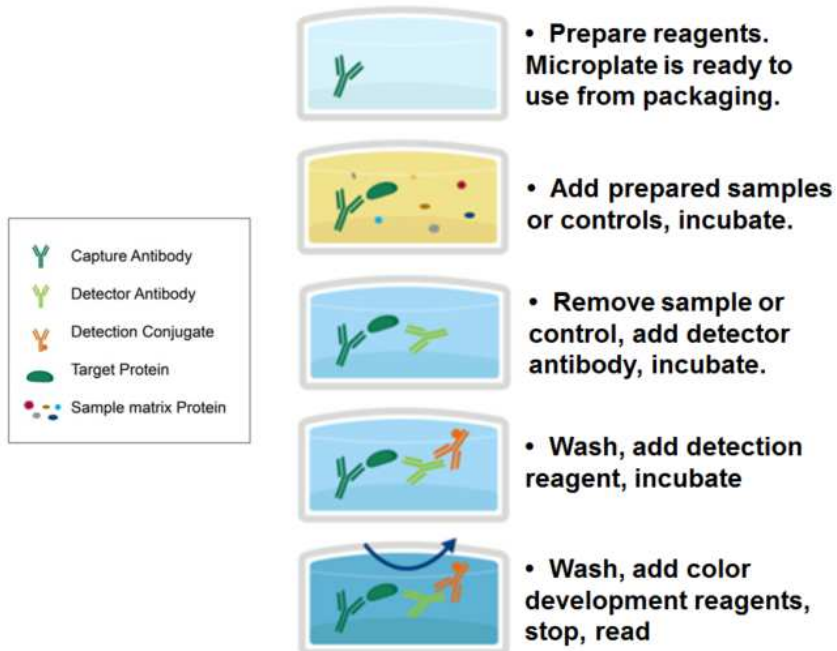 • Prepare reagents.
Microplate is ready to
use from packaging.
• Add prepared samples
or controls, incubate.
Capture Antibody
Detector Antibody
Detection Conjugate
Target Protein
Sample matrix Protein
• Remove sample or
control, add detector
antibody, incubate.
• Wash, add detection
reagent, incubate
• Wash, add color
development reagents,
stop, read